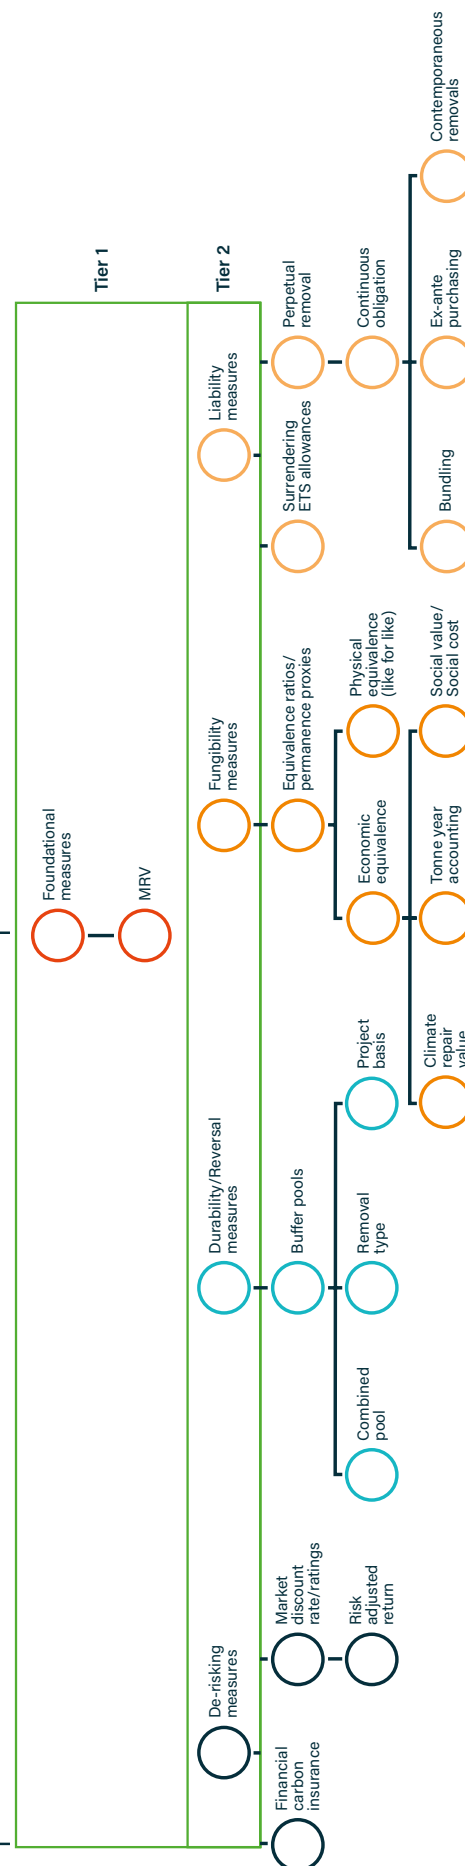 Tier 1
Foundational
measures
MRV
Tier 2
De-risking
measures
Durability/Reversal
measures
Fungibility
measures
Liability
measures
Financial
carbon
insurance
Market
discount
rate/ratings
Buffer pools
Equivalence ratios/
permanence proxies
Surrendering
ETS allowances
Perpetual
removal
Risk
adjusted
return
Combined
pool
Removal
type
Project
basis
Economic
equivalence
Physical
equivalence
(like for like)
Continuous
obligation
Climate
repair
value
Tonne year
accounting
Social value/
Social cost
Bundling
Ex-ante
purchasing
Contemporaneous
removals